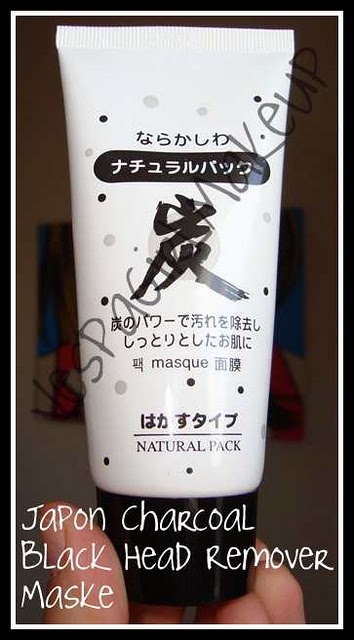 ならかしわ
ナチュラルパック
炭
炭のパワーで汚れを除去し
しっとりとしたお肌に
팩 masque 面膜
はがすタイプ
NATURAL PACK
Japon Charcoal
Black Head Remover
Maske